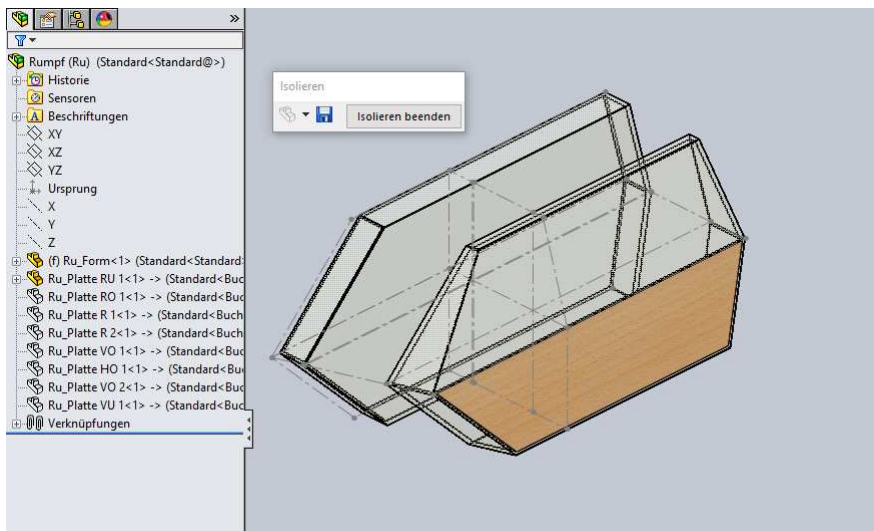 »
Rumpf (Ru) (Standard<Standard@>)
Historie
Sensoren
A Beschriftungen
XY
XZ
YZ
Ursprung
X
Y
Z
(f) Ru_Form<1> (Standard<Standard
Ru_Platte RU 1<1> -> (Standard<Buc
Ru_Platte RO 1<1> -> (Standard<Buc
Ru_Platte R 1<1> -> (Standard<Buch
Ru_Platte R 2<1> -> (Standard<Buch
Ru_Platte VO 1<1> -> (Standard<Buc
Ru_Platte HO 1<1> -> (Standard<Bu
Ru_Platte VO 2<1> -> (Standard<Buc
Ru_Platte VU 1<1> -> (Standard<Buc
Verknüpfungen
Isolieren
Isolieren beenden